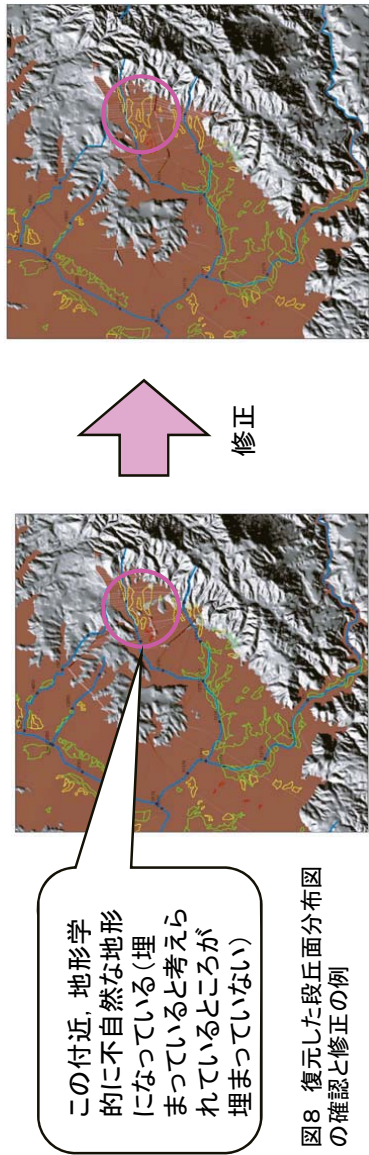 この付近，地形学
的に不自然な地形
になっている（埋
まっていると考えら
れているところが
埋まっていない）
修正
図８ 復元した段丘面分布図
の確認と修正の例